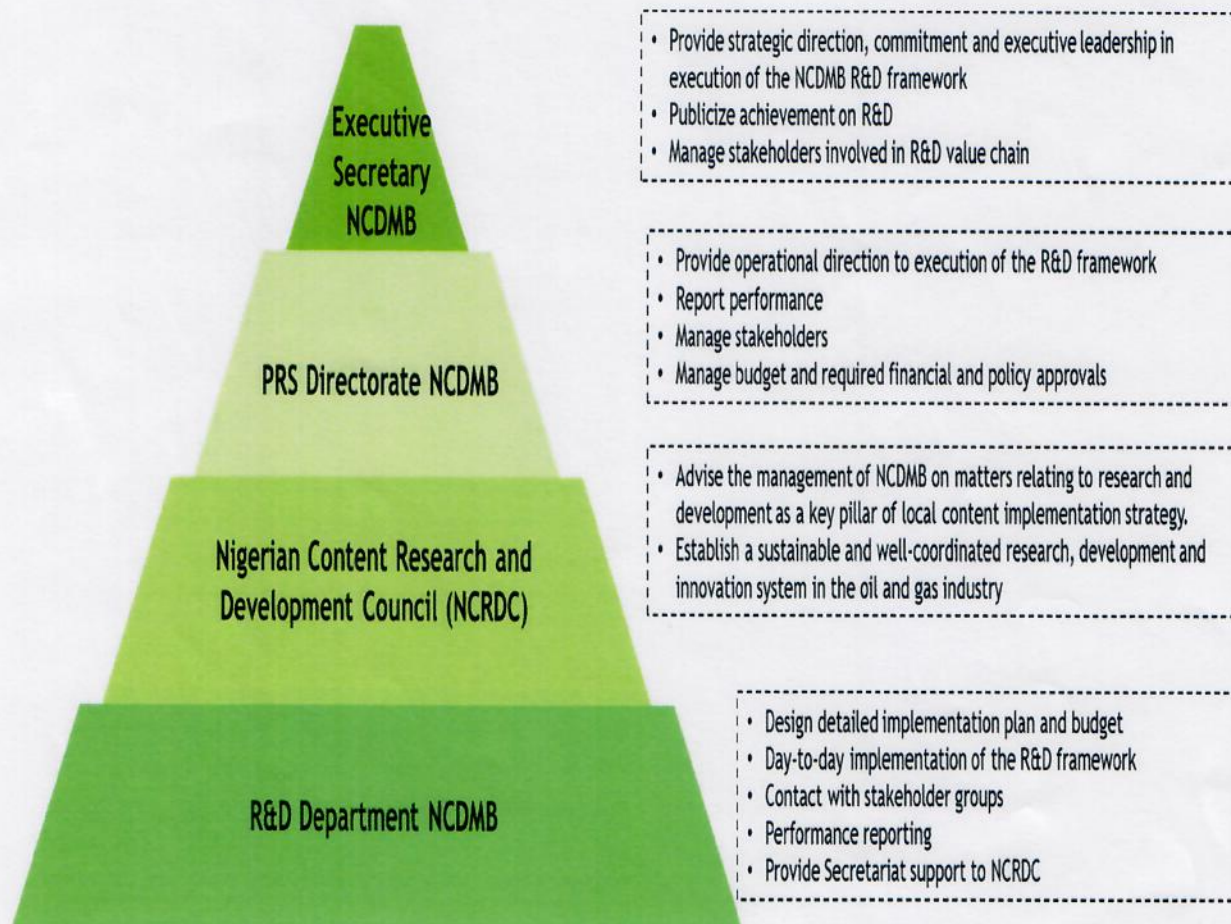 Executive
Secretary
NCDMB
• Provide strategic direction, commitment and executive leadership in
execution of the NCDMB R&D framework
• Publicize achievement on R&D
• Manage stakeholders involved in R&D value chain
PRS Directorate NCDMB
• Provide operational direction to execution of the R&D framework
• Report performance
• Manage stakeholders
• Manage budget and required financial and policy approvals
Nigerian Content Research and
Development Council (NCRDC)
• Advise the management of NCDMB on matters relating to research and
development as a key pillar of local content implementation strategy.
• Establish a sustainable and well-coordinated research, development and
innovation system in the oil and gas industry
R&D Department NCDMB
• Design detailed implementation plan and budget
• Day-to-day implementation of the R&D framework
• Contact with stakeholder groups
• Performance reporting
• Provide Secretariat support to NCRDC